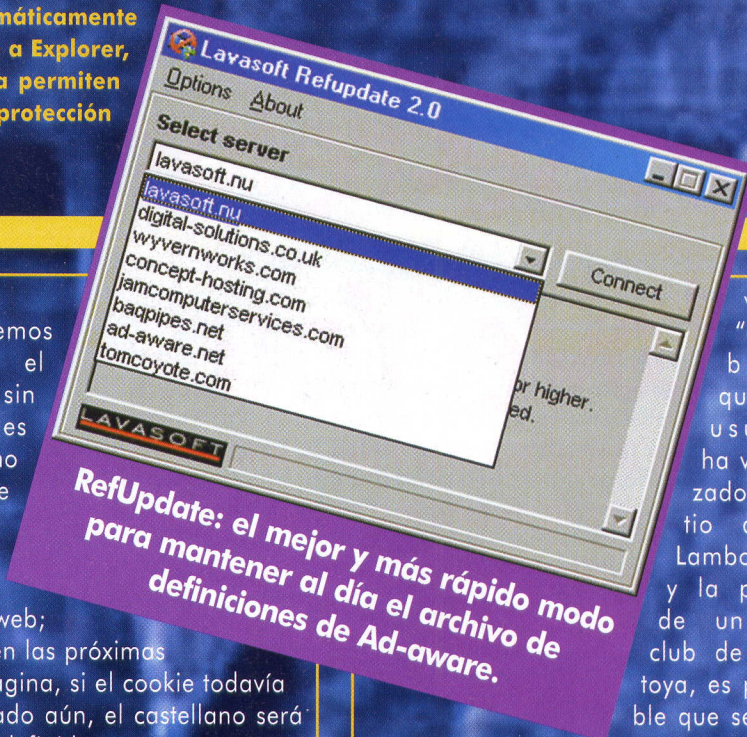 máticamente
a Explorer,
a permiten
protección
Lavasoft Refupdate 2.0
Options About
Select server
lavasoft.nu
lavasoft.nu
digital-solutions.co.uk
wyvernworks.com
concept-hosting.com
jamcomputerservices.com
baqpipes.net
ad-aware.net
tomcoyote.com
Connect
or higher.
ed.
LAVASOFT
RefUpdate: el mejor y más rápido modo
para mantener al día el archivo de
definiciones de Ad-aware.
emos
el
sin
es
no
e
web;
en las próximas
ágina, si el cookie todavía
ado aún, el castellano será
"
b
qu
usu
ha v
zado
tio
Lambo
y la p
de un
club de
toya, es p
ble que se